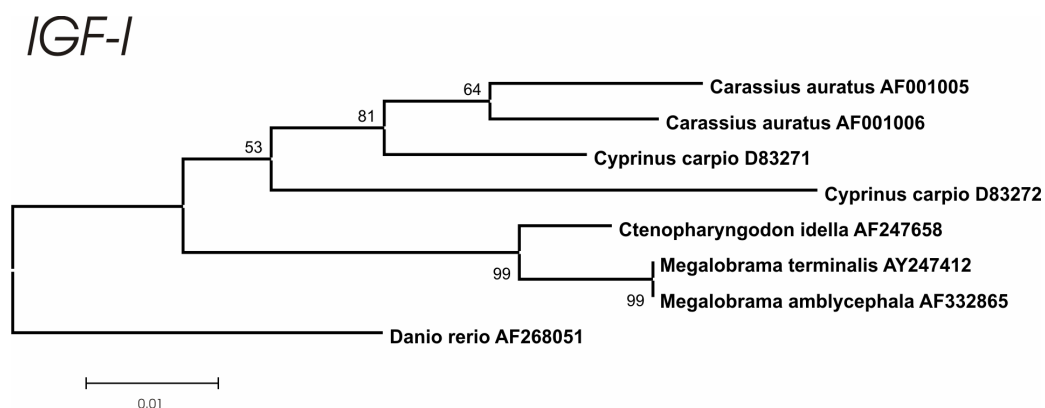 IGF-I
64
Carassius auratus AF001005
81
Carassius auratus AF001006
53
Cyprinus carpio D83271
Cyprinus carpio D83272
Ctenopharyngodon idella AF247658
99
Megalobrama terminalis AY247412
99
Megalobrama amblycephala AF332865
Danio rerio AF268051
0.01